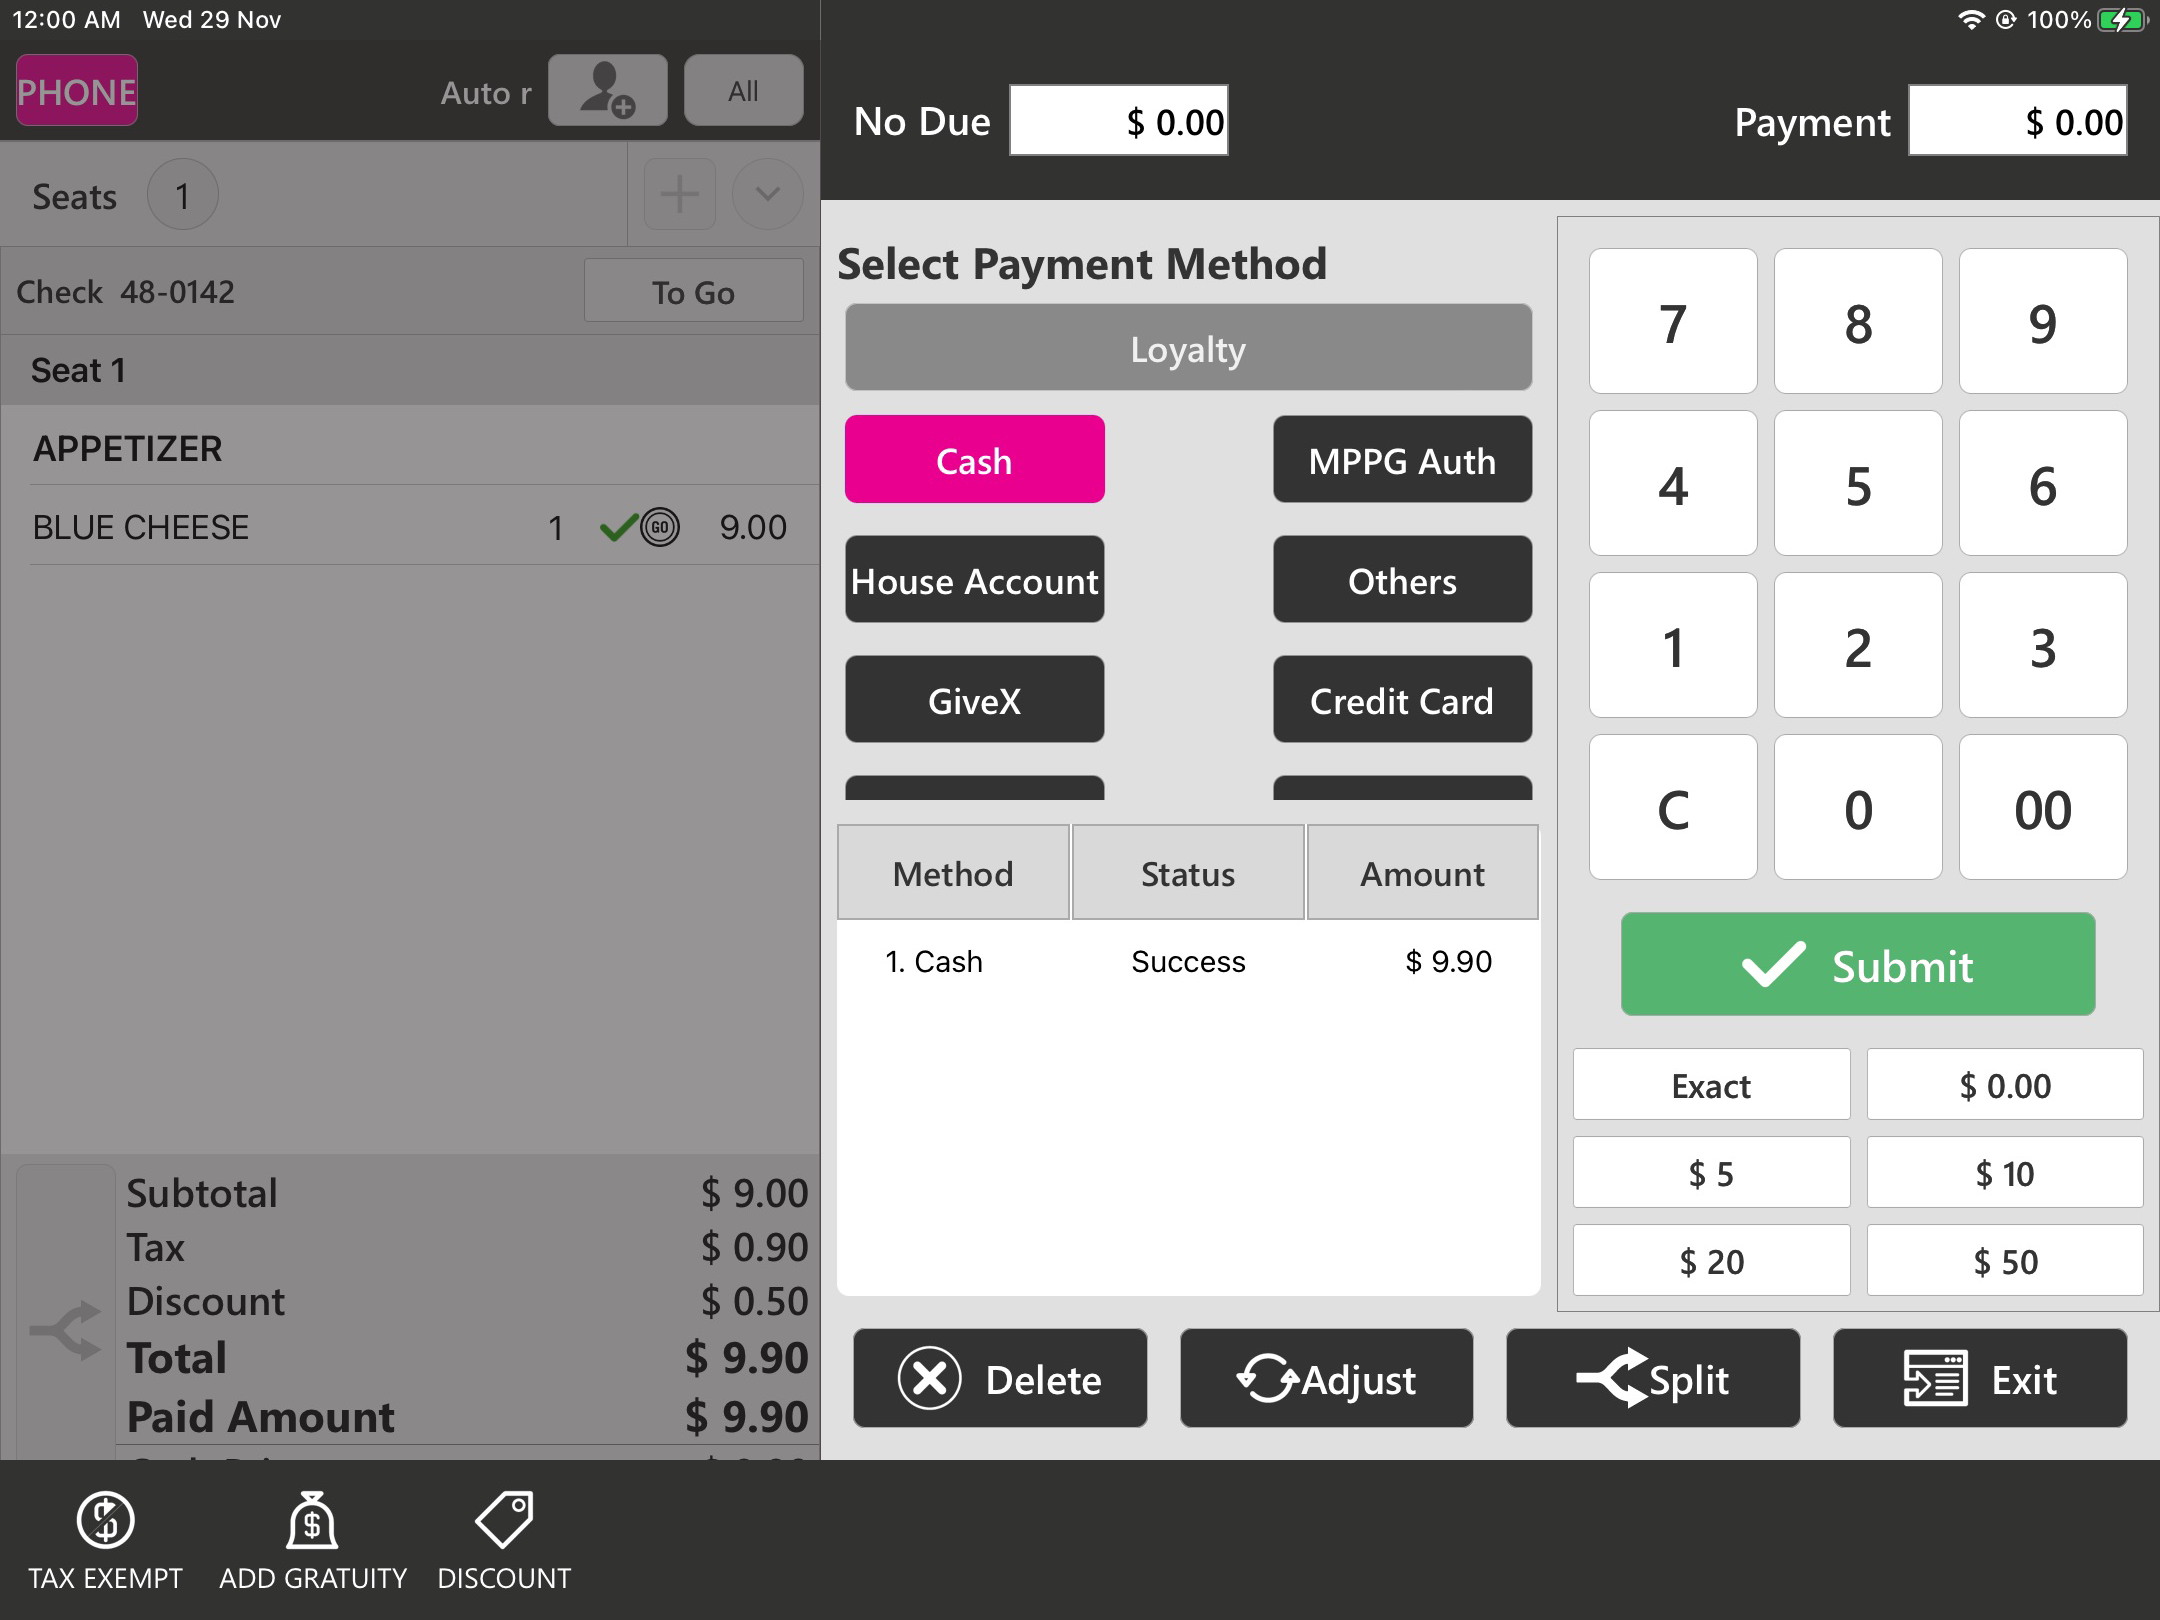 12:00 AM Wed 29 Nov
100%
PHONE
Auto r
All
Seats 1
Check 48-0142
To Go
Seat 1
APPETIZER
BLUE CHEESE 1 GO 9.00
Subtotal $ 9.00
Tax $ 0.90
Discount $ 0.50
Total $ 9.90
Paid Amount $ 9.90
No Due $ 0.00
Payment $ 0.00
Select Payment Method
Loyalty
Cash
MPPG Auth
House Account
Others
GiveX
Credit Card
Method Status Amount
1. Cash Success $ 9.90
7 8 9
4 5 6
1 2 3
C 0 00
Submit
Exact
$ 0.00
$ 5
$ 10
$ 20
$ 50
Delete
Adjust
Split
Exit
TAX EXEMPT
ADD GRATUITY
DISCOUNT